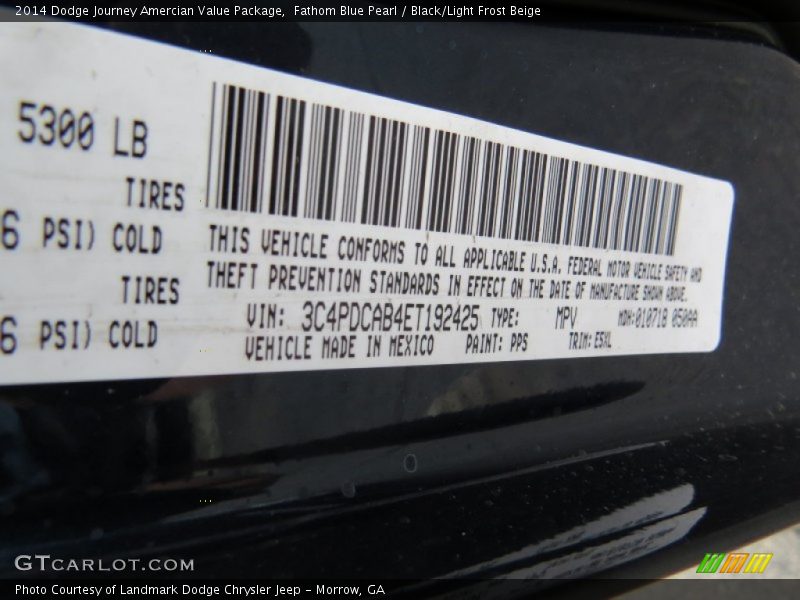 2014 Dodge Journey Amercian Value Package,  Fathom Blue Pearl / Black/Light Frost Beige
5300 LB
TIRES
6 PSI) COLD
TIRES
6 PSI) COLD
THIS VEHICLE CONFORMS TO ALL APPLICABLE U.S.A. FEDERAL MOTOR VEHICLE SAFETY AND
THEFT PREVENTION STANDARDS IN EFFECT ON THE DATE OF MANUFACTURE SHOWN ABOVE.
VIN: 3C4PDCAB4ET192425 TYPE: MPV MDH:010718 050AA
VEHICLE MADE IN MEXICO PAINT: PPS TRIM: E5XL
GTCARLOT.COM
Photo Courtesy of Landmark Dodge Chrysler Jeep – Morrow, GA